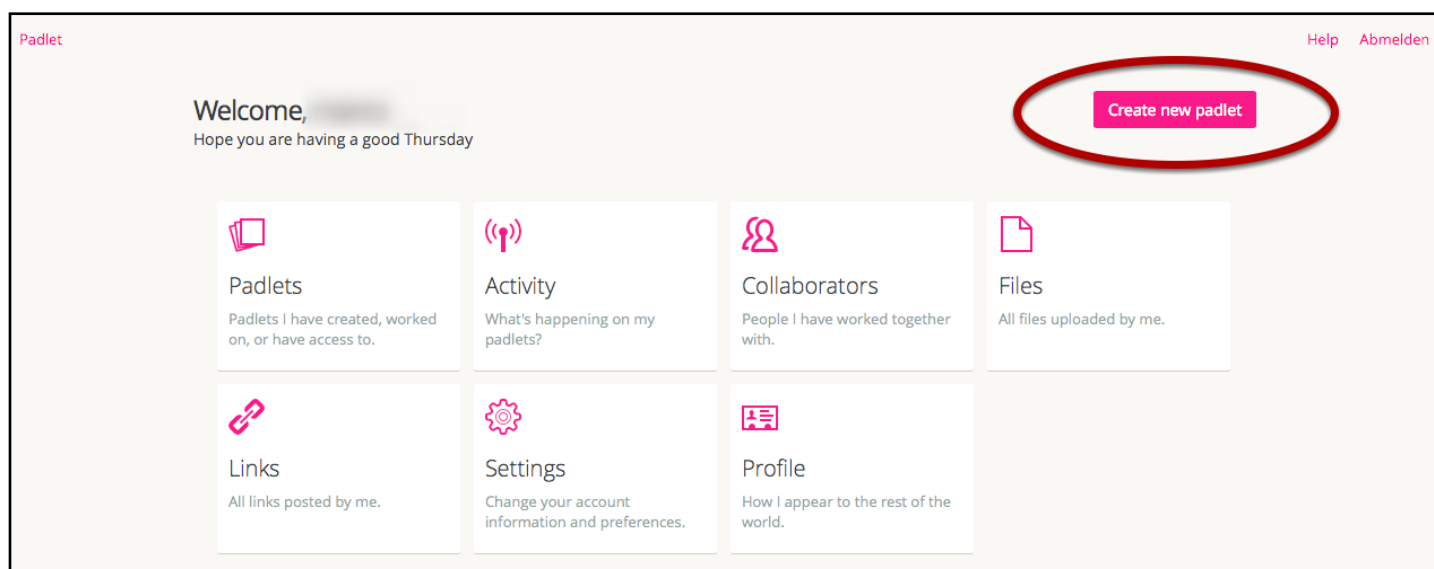 Padlet
Help Abmelden
Welcome,
Hope you are having a good Thursday
Create new padlet
Padlets
Padlets I have created, worked
on, or have access to.
Activity
What's happening on my
padlets?
Collaborators
People I have worked together
with.
Files
All files uploaded by me.
Links
All links posted by me.
Settings
Change your account
information and preferences.
Profile
How I appear to the rest of the
world.